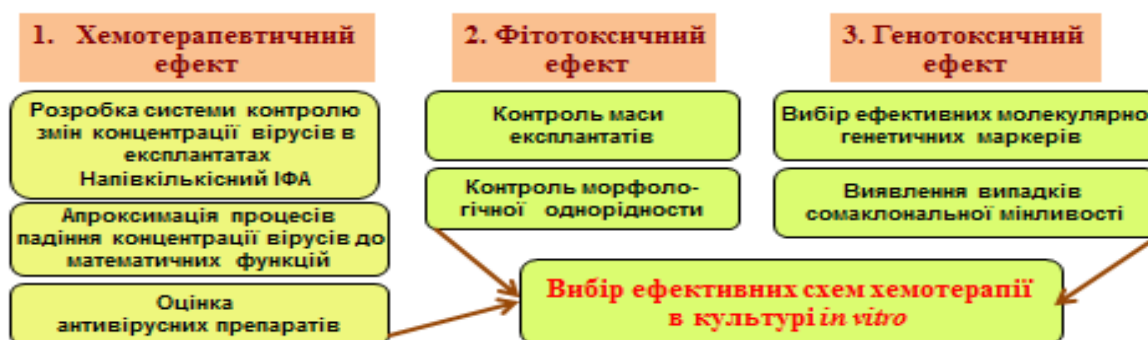 1. Хемотерапевтичний
ефект
Розробка системи контролю
змін концентрації вірусів в
експлантатах
Напівкількісний ІФА
Апроксимація процесів
падіння концентрації вірусів до
математичних функцій
Оцінка
антивірусних препаратів
2. Фітотоксичний
ефект
Контроль маси
експлантатів
Контроль морфоло-
гічної однорідности
3. Генотоксичний
ефект
Вибір ефективних молекулярно
генетичних маркерів
Виявлення випадків
сомаклональної мінливості
Вибір ефективних схем хемотерапії
в культурі in vitro